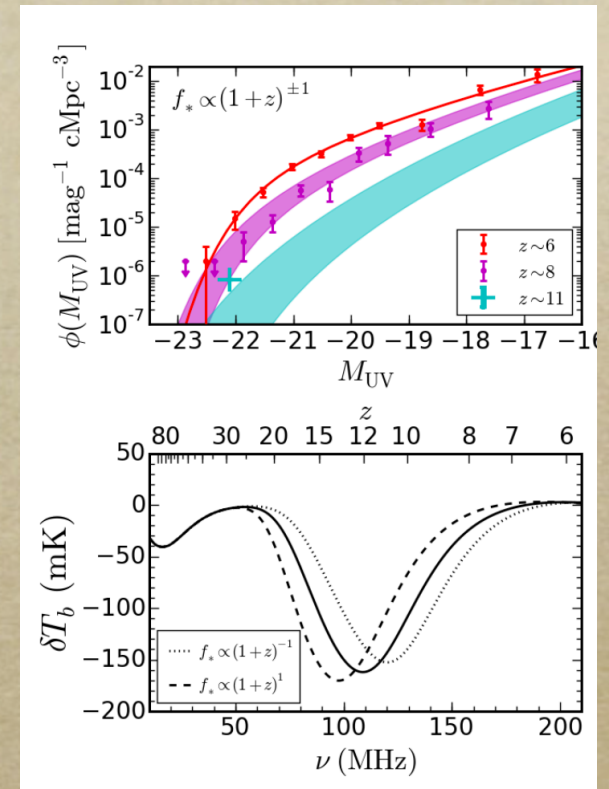 f_* ∝ (1+z)^{±1}
ϕ(M_UV) [mag^{-1} cMpc^{-3}]
10^{-2}
10^{-3}
10^{-4}
10^{-5}
10^{-6}
10^{-7}
z∼6
z∼8
z∼11
−23 −22 −21 −20 −19 −18 −17 −16
M_UV
z
80 30 20 15 12 10 8 7 6
δT_b (mK)
50
0
−50
−100
−150
−200
f_* ∝ (1+z)^{-1}
f_* ∝ (1+z)^{1}
50 100 150 200
ν (MHz)